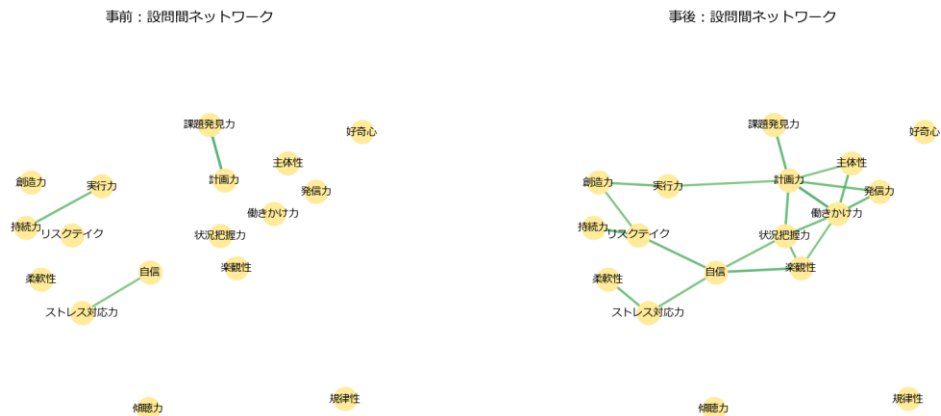 事前：設問間ネットワーク
課題発見力
好奇心
主体性
創造力
実行力
計画力
発信力
働きかけ力
持続力
リスクテイク
状況把握力
柔軟性
自信
楽観性
ストレス対応力
傾聴力
規律性
事後：設問間ネットワーク
課題発見力
好奇心
主体性
創造力
実行力
計画力
発信力
働きかけ力
持続力
リスクテイク
状況把握力
柔軟性
自信
楽観性
ストレス対応力
傾聴力
規律性